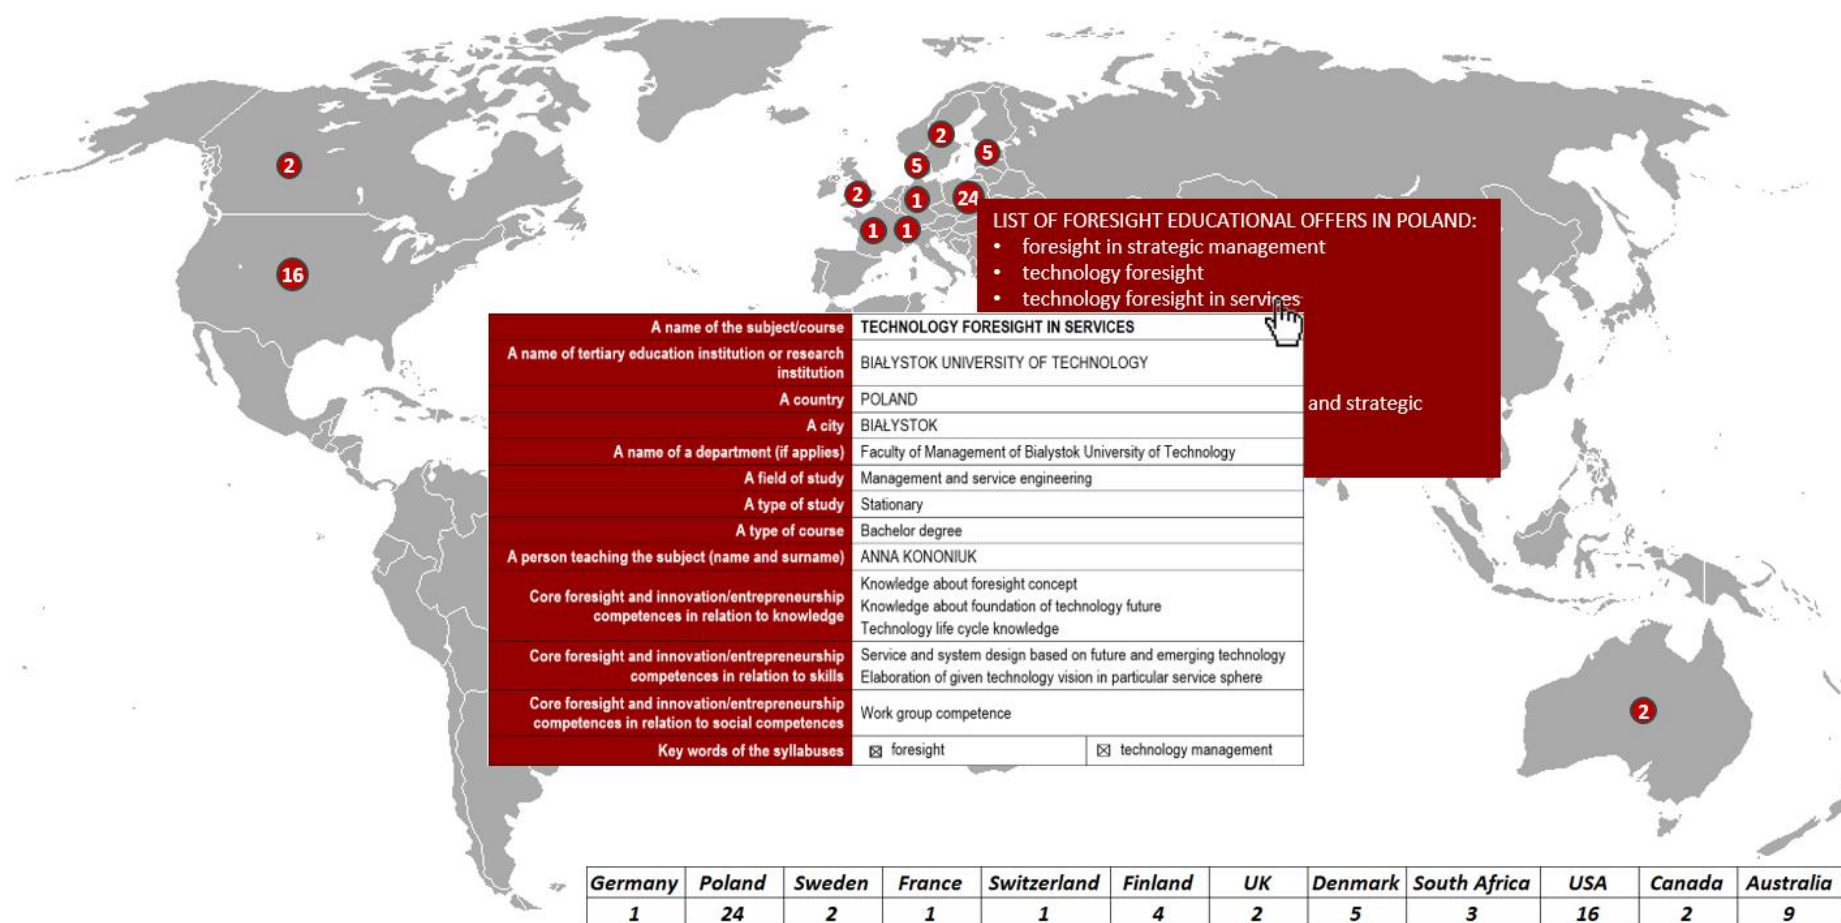 2
5
5
2
1
24
1
1
2
16
LIST OF FORESIGHT EDUCATIONAL OFFERS IN POLAND:
• foresight in strategic management
• technology foresight
• technology foresight in services
and strategic
A name of the subject/course TECHNOLOGY FORESIGHT IN SERVICES
A name of tertiary education institution or research
institution BIAŁYSTOK UNIVERSITY OF TECHNOLOGY
A country POLAND
A city BIAŁYSTOK
A name of a department (if applies) Faculty of Management of Bialystok University of Technology
A field of study Management and service engineering
A type of study Stationary
A type of course Bachelor degree
A person teaching the subject (name and surname) ANNA KONONIUK
Core foresight and innovation/entrepreneurship
competences in relation to knowledge
Knowledge about foresight concept
Knowledge about foundation of technology future
Technology life cycle knowledge
Core foresight and innovation/entrepreneurship
competences in relation to skills
Service and system design based on future and emerging technology
Elaboration of given technology vision in particular service sphere
Core foresight and innovation/entrepreneurship
competences in relation to social competences
Work group competence
Key words of the syllabuses ☒ foresight ☒ technology management
2
Germany Poland Sweden France Switzerland Finland UK Denmark South Africa USA Canada Australia
1 24 2 1 1 4 2 5 3 16 2 9